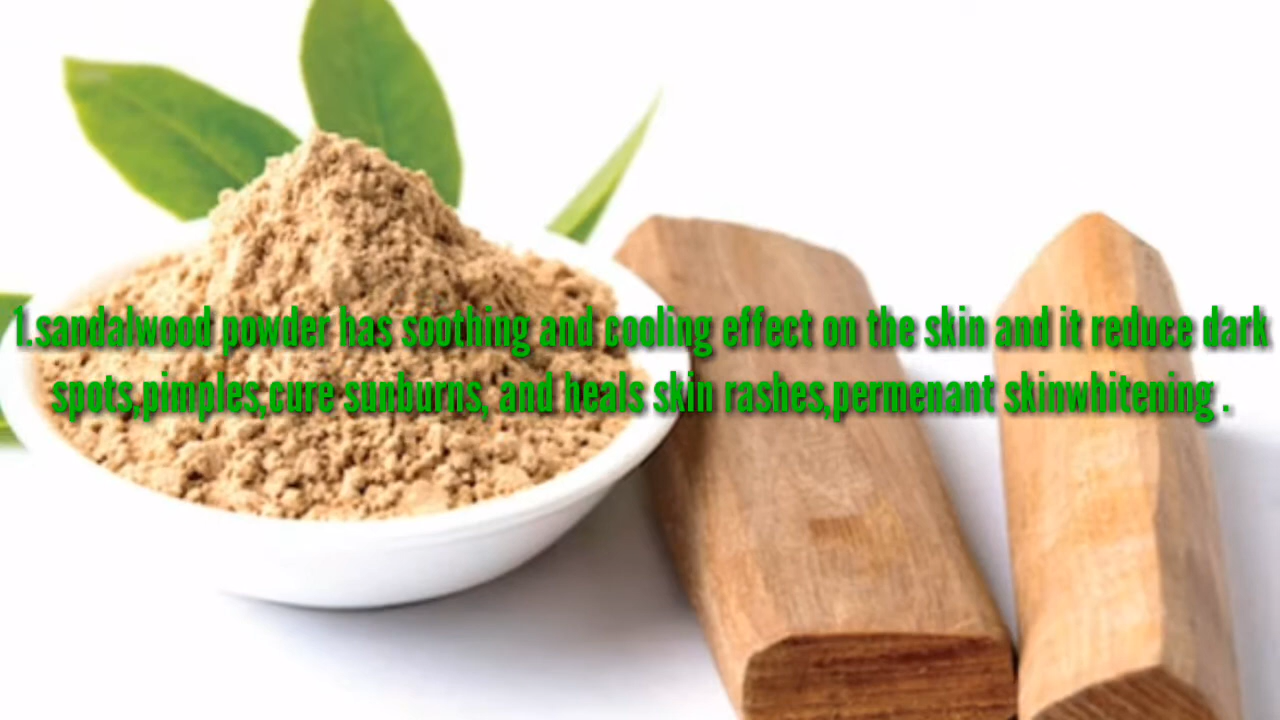 1.sandalwood powder has soothing and cooling effect on the skin and it reduce dark
spots,pimples,cure sunburns, and heals skin rashes,permenant skinwhitening .